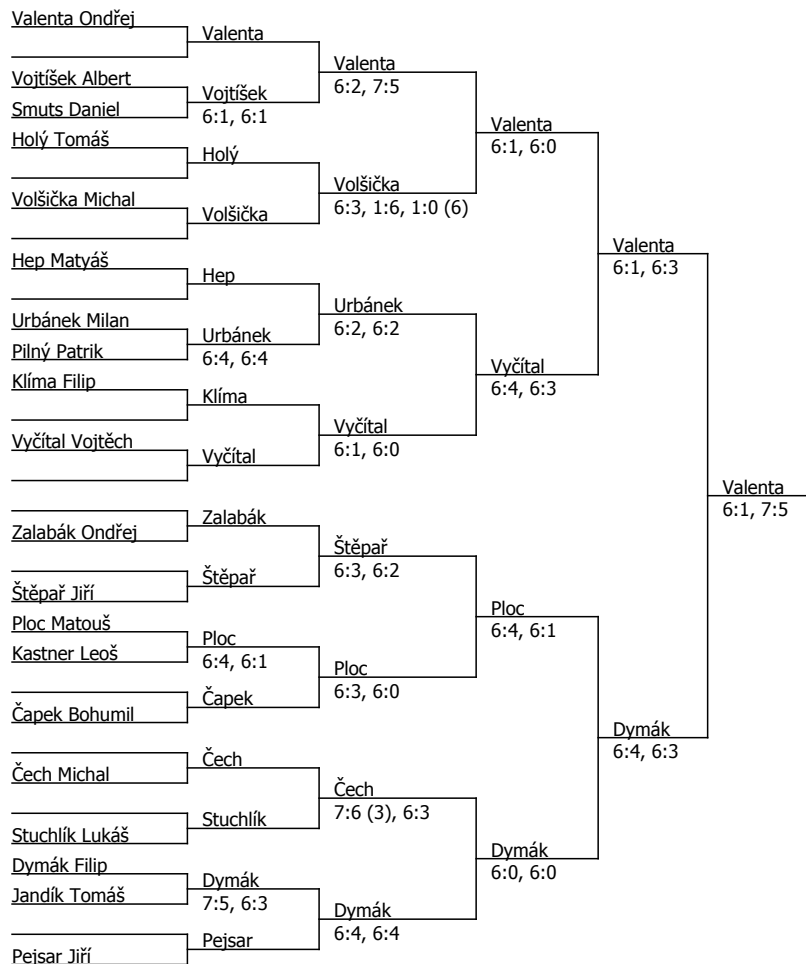 Valenta Ondřej
Valenta
Valenta
6:2, 7:5
Vojtíšek Albert
Vojtíšek
Smuts Daniel
6:1, 6:1
Valenta
6:1, 6:0
Holý Tomáš
Holý
Volšička
6:3, 1:6, 1:0 (6)
Volšička Michal
Volšička
Valenta
6:1, 6:3
Hep Matyáš
Hep
Urbánek
6:2, 6:2
Urbánek Milan
Urbánek
Pilný Patrik
6:4, 6:4
Vyčítal
6:4, 6:3
Klíma Filip
Klíma
Vyčítal
6:1, 6:0
Vyčítal Vojtěch
Vyčítal
Valenta
6:1, 7:5
Zalabák
Zalabák Ondřej
Štěpař
6:3, 6:2
Štěpař
Štěpař Jiří
Ploc
6:4, 6:1
Ploc Matouš
Ploc
Kastner Leoš
6:4, 6:1
Ploc
6:3, 6:0
Čapek
Čapek Bohumil
Dymák
6:4, 6:3
Čech
Čech Michal
Čech
7:6 (3), 6:3
Stuchlík
Stuchlík Lukáš
Dymák
6:0, 6:0
Dymák Filip
Dymák
Jandík Tomáš
7:5, 6:3
Dymák
6:4, 6:4
Pejsar
Pejsar Jiří